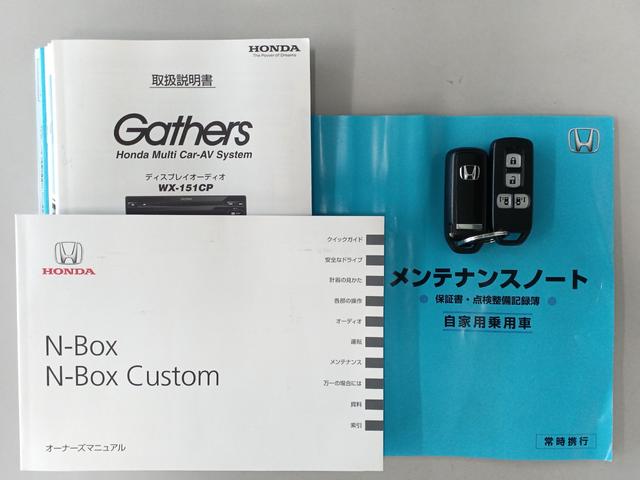 HONDA
The Power of Dreams
取扱説明書
Gathers
Honda Multi Car-AV System
ディスプレイオーディオ
WX-151CP
HONDA
N-Box
N-Box Custom
オーナーズマニュアル
クイックガイド
安全なドライブ
計器の見かた
各部の操作
オーディオ
運転
メンテナンス
万一の場合には
資料
索引
メンテナンスノート
保証書・点検整備記録簿
自家用乗用車
常時携行